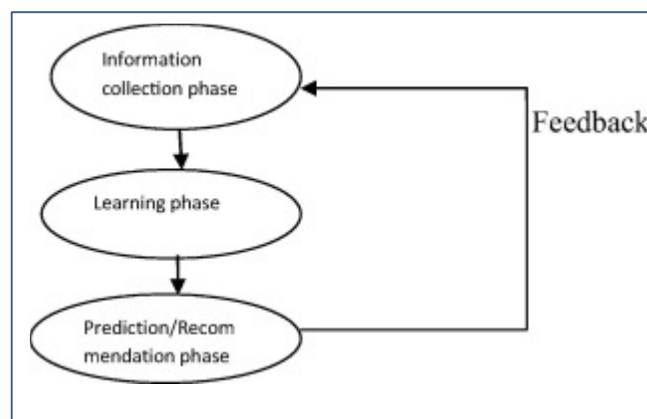 Information
collection phase
Feedback
Learning phase
Prediction/Recom
mendation phase